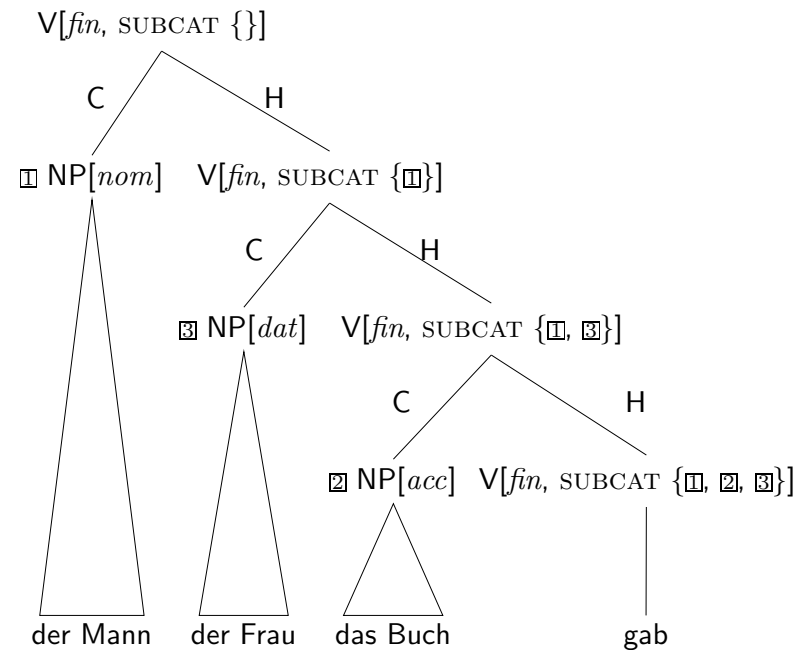 V[fin, SUBCAT {}]
C H
1 NP[nom] V[fin, SUBCAT {1}]
C H
3 NP[dat] V[fin, SUBCAT {1, 3}]
C H
2 NP[acc] V[fin, SUBCAT {1, 2, 3}]
der Mann der Frau das Buch gab